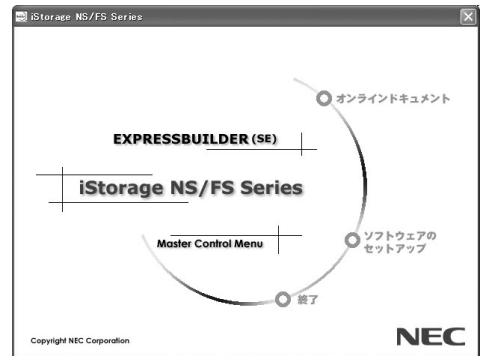 iStorage NS/FS Series
オンラインドキュメント
EXPRESSBUILDER (SE)
iStorage NS/FS Series
ソフトウェアの
セットアップ
Master Control Menu
終了
Copyright NEC Corporation
NEC